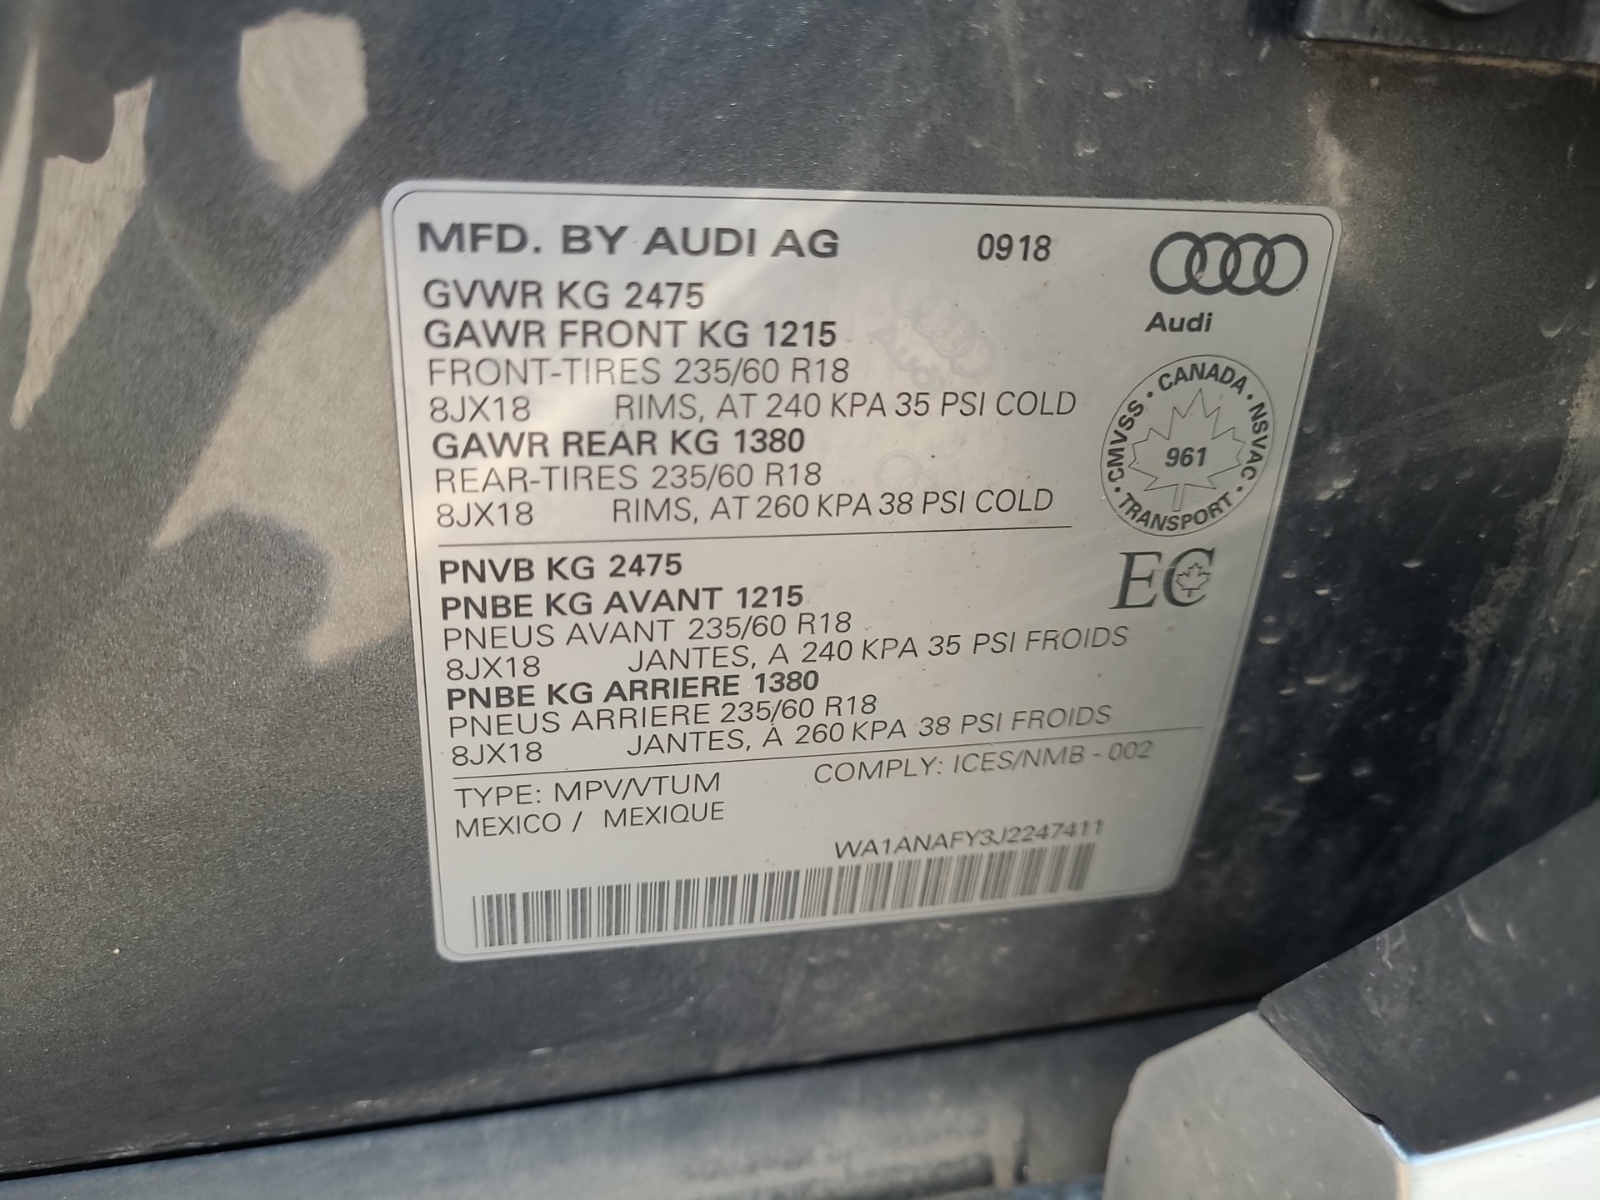 MFD. BY AUDI AG 0918
Audi
GVWR KG 2475
GAWR FRONT KG 1215
FRONT-TIRES 235/60 R18
8JX18 RIMS, AT 240 KPA 35 PSI COLD
GAWR REAR KG 1380
REAR-TIRES 235/60 R18
8JX18 RIMS, AT 260 KPA 38 PSI COLD
CMVSS · CANADA · NSVAC · TRANSPORT ·
961
EC
PNVB KG 2475
PNBE KG AVANT 1215
PNEUS AVANT 235/60 R18
8JX18 JANTES, A 240 KPA 35 PSI FROIDS
PNBE KG ARRIERE 1380
PNEUS ARRIERE 235/60 R18
8JX18 JANTES, A 260 KPA 38 PSI FROIDS
TYPE: MPV/VTUM COMPLY: ICES/NMB - 002
MEXICO / MEXIQUE
WA1ANAFY3J2247411